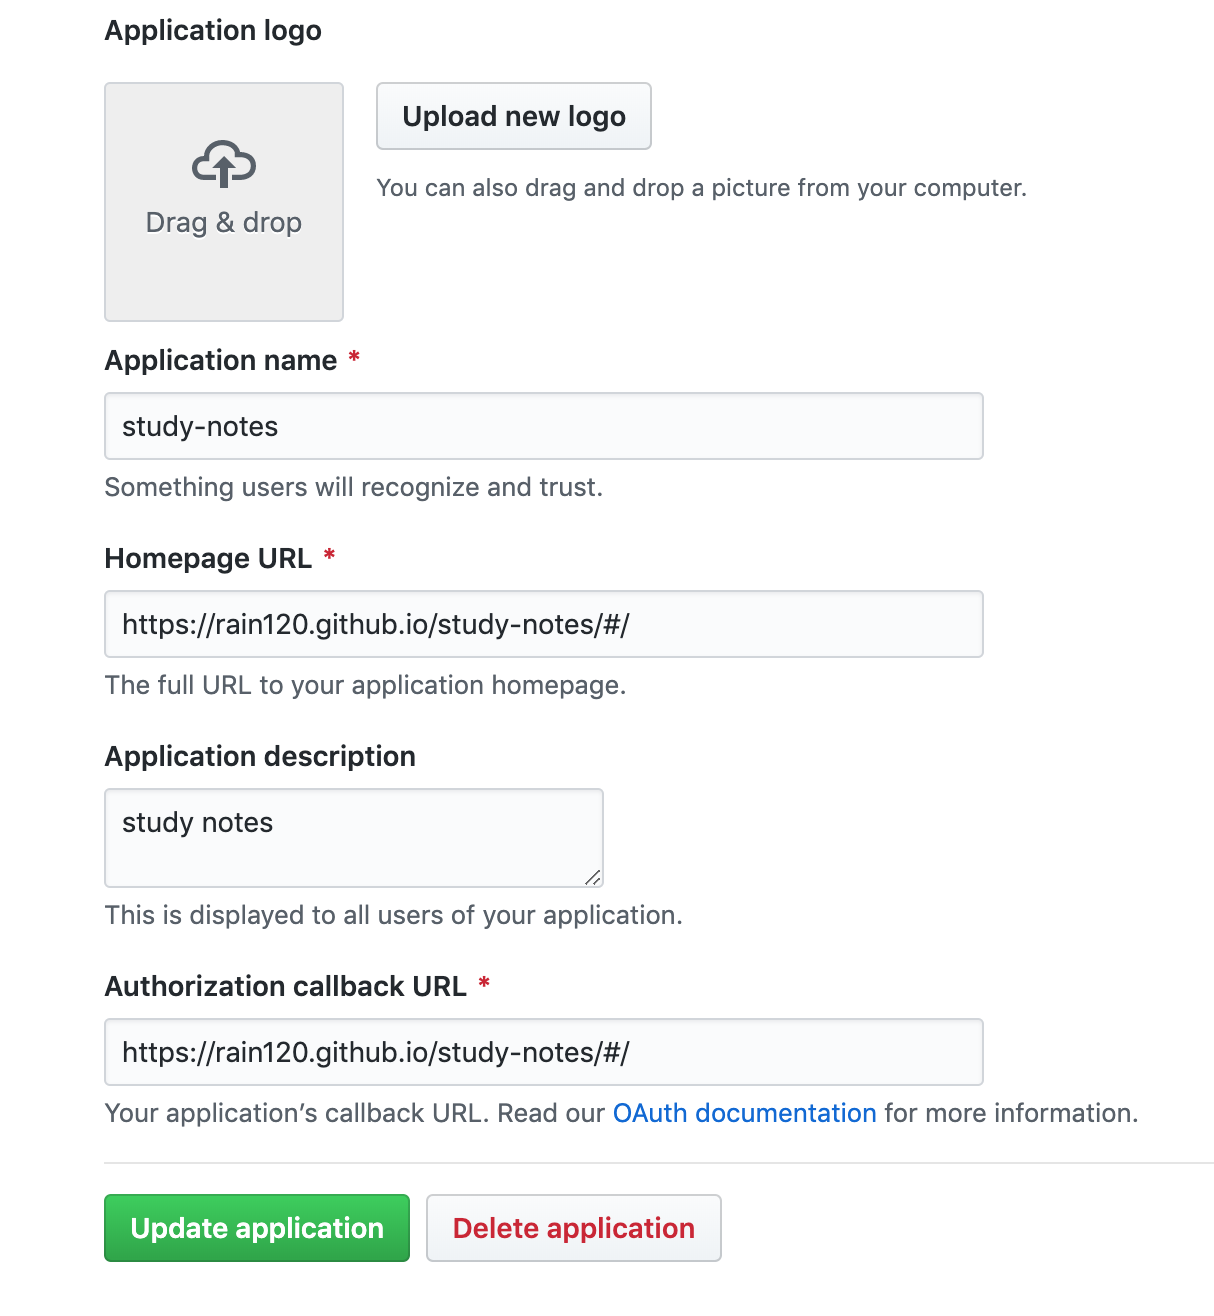 Application logo
Upload new logo
You can also drag and drop a picture from your computer.
Drag & drop
Application name *
study-notes
Something users will recognize and trust.
Homepage URL *
https://rain120.github.io/study-notes/#/
The full URL to your application homepage.
Application description
study notes
This is displayed to all users of your application.
Authorization callback URL *
https://rain120.github.io/study-notes/#/
Your application’s callback URL. Read our OAuth documentation for more information.
Update application
Delete application